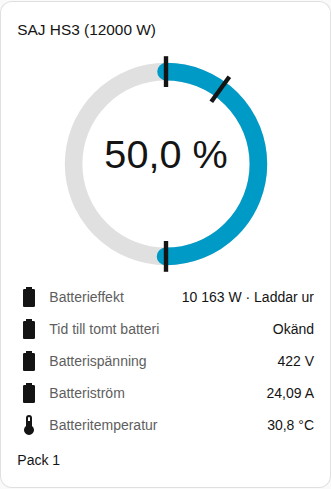 SAJ HS3 (12000 W)
50,0 %
Batterieffekt 10 163 W · Laddar ur
Tid till tomt batteri Okänd
Batterispänning 422 V
Batteriström 24,09 A
Batteritemperatur 30,8 °C
Pack 1